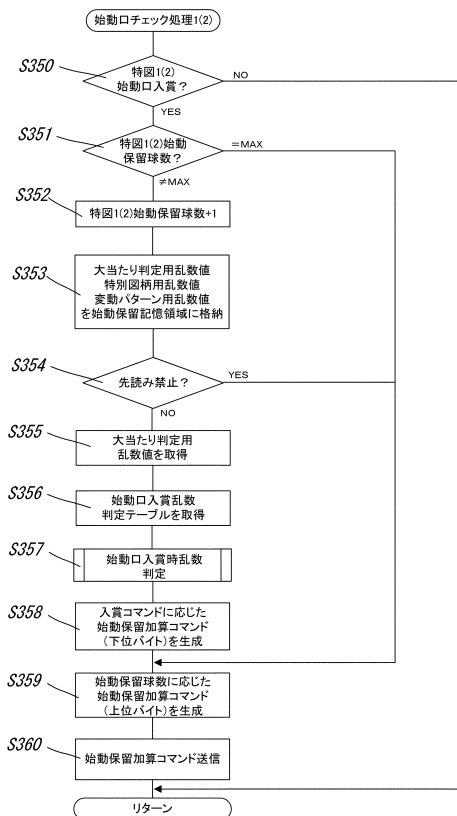 始動口チェック処理1(2)
S350
特図1(2)
始動口入賞？
NO
YES
S351
特図1(2)始動
保留球数？
＝MAX
≠MAX
S352
特図1(2)始動保留球数+1
S353
大当たり判定用乱数値
特別図柄用乱数値
変動パターン用乱数値
を始動保留記憶領域に格納
S354
先読み禁止？
YES
NO
S355
大当たり判定用
乱数値を取得
S356
始動口入賞乱数
判定テーブルを取得
S357
始動口入賞時乱数
判定
S358
入賞コマンドに応じた
始動保留加算コマンド
(下位バイト)を生成
S359
始動保留球数に応じた
始動保留加算コマンド
(上位バイト)を生成
S360
始動保留加算コマンド送信
リターン